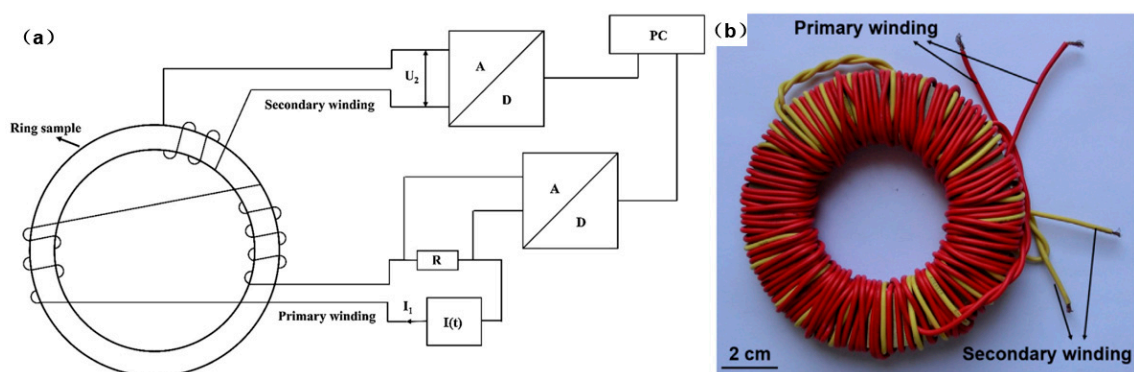 (a)
Ring sample
U2
Secondary winding
A
D
PC
A
D
R
I1
I(t)
Primary winding
(b)
Primary winding
Secondary winding
2 cm